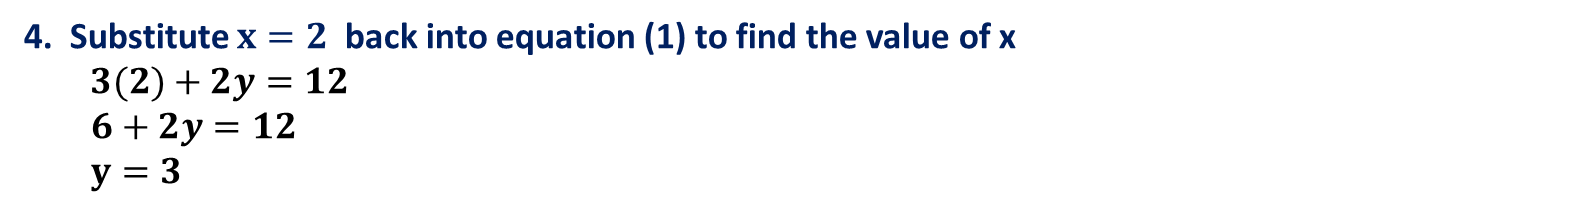 4. Substitute x = 2 back into equation (1) to find the value of x
3(2) + 2y = 12
6 + 2y = 12
y = 3